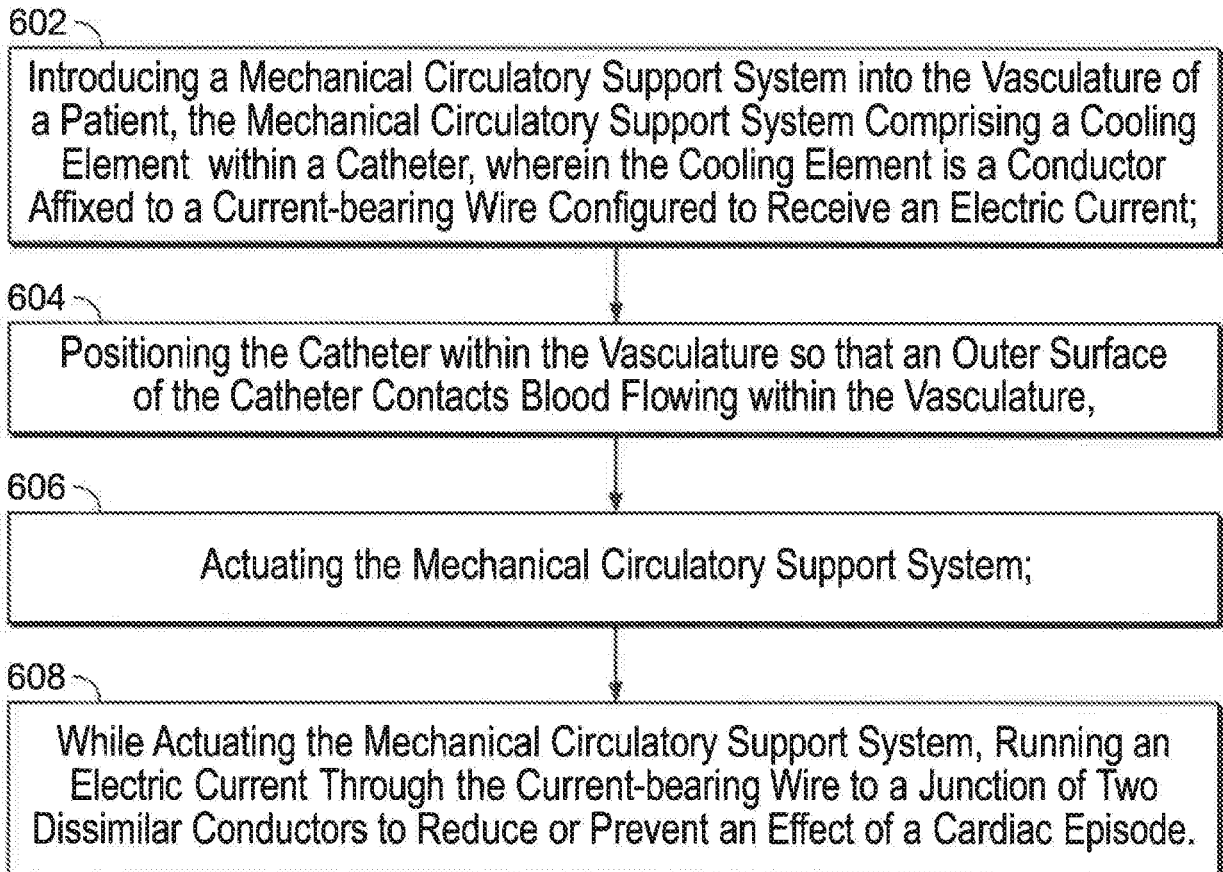 602
Introducing a Mechanical Circulatory Support System into the Vasculature of
a Patient, the Mechanical Circulatory Support System Comprising a Cooling
Element within a Catheter, wherein the Cooling Element is a Conductor
Affixed to a Current-bearing Wire Configured to Receive an Electric Current;
604
Positioning the Catheter within the Vasculature so that an Outer Surface
of the Catheter Contacts Blood Flowing within the Vasculature,
606
Actuating the Mechanical Circulatory Support System;
608
While Actuating the Mechanical Circulatory Support System, Running an
Electric Current Through the Current-bearing Wire to a Junction of Two
Dissimilar Conductors to Reduce or Prevent an Effect of a Cardiac Episode.